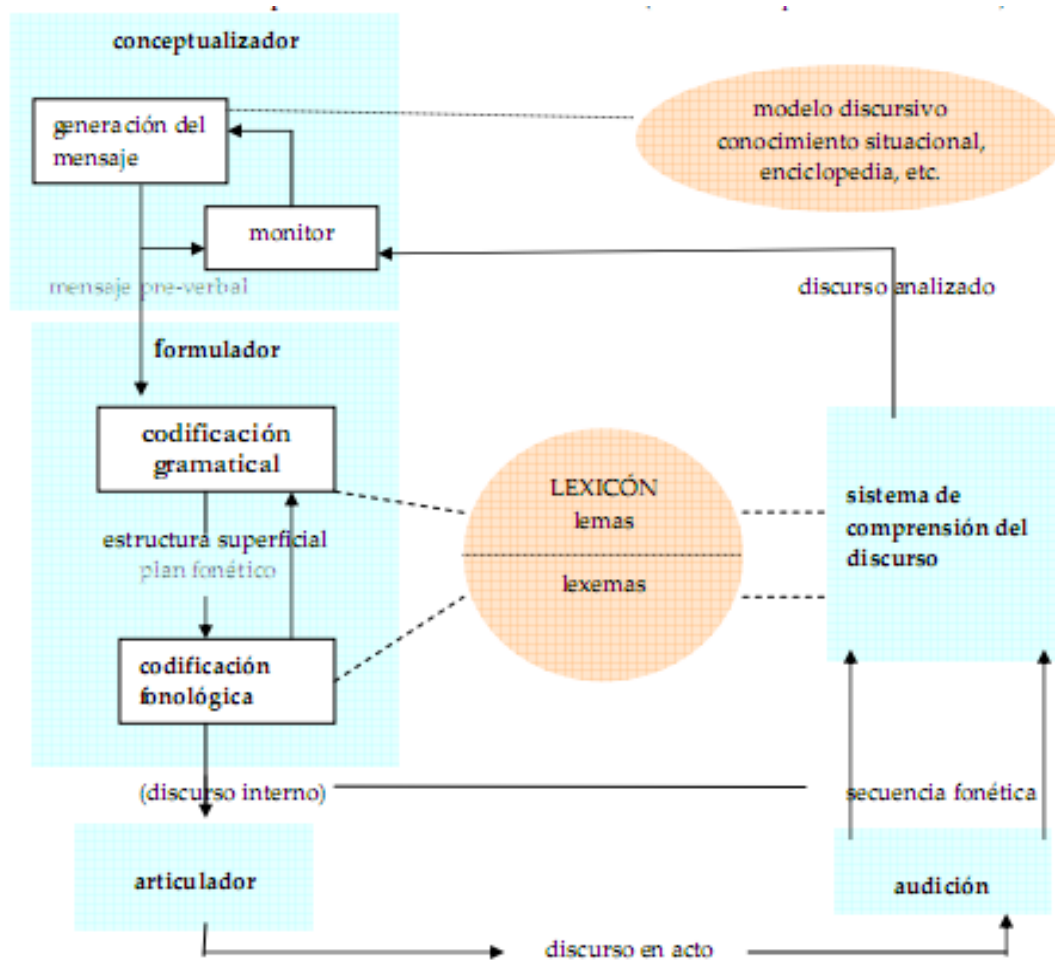 conceptualizador
generación del
mensaje
modelo discursivo
conocimiento situacional,
enciclopedia, etc.
monitor
mensaje pre-verbal
discurso analizado
formulador
codificación
gramatical
LEXICÓN
lemas
lexemas
sistema de
comprensión del
discurso
estructura superficial
plan fonético
codificación
fonológica
(discurso interno)
secuencia fonética
articulador
audición
discurso en acto